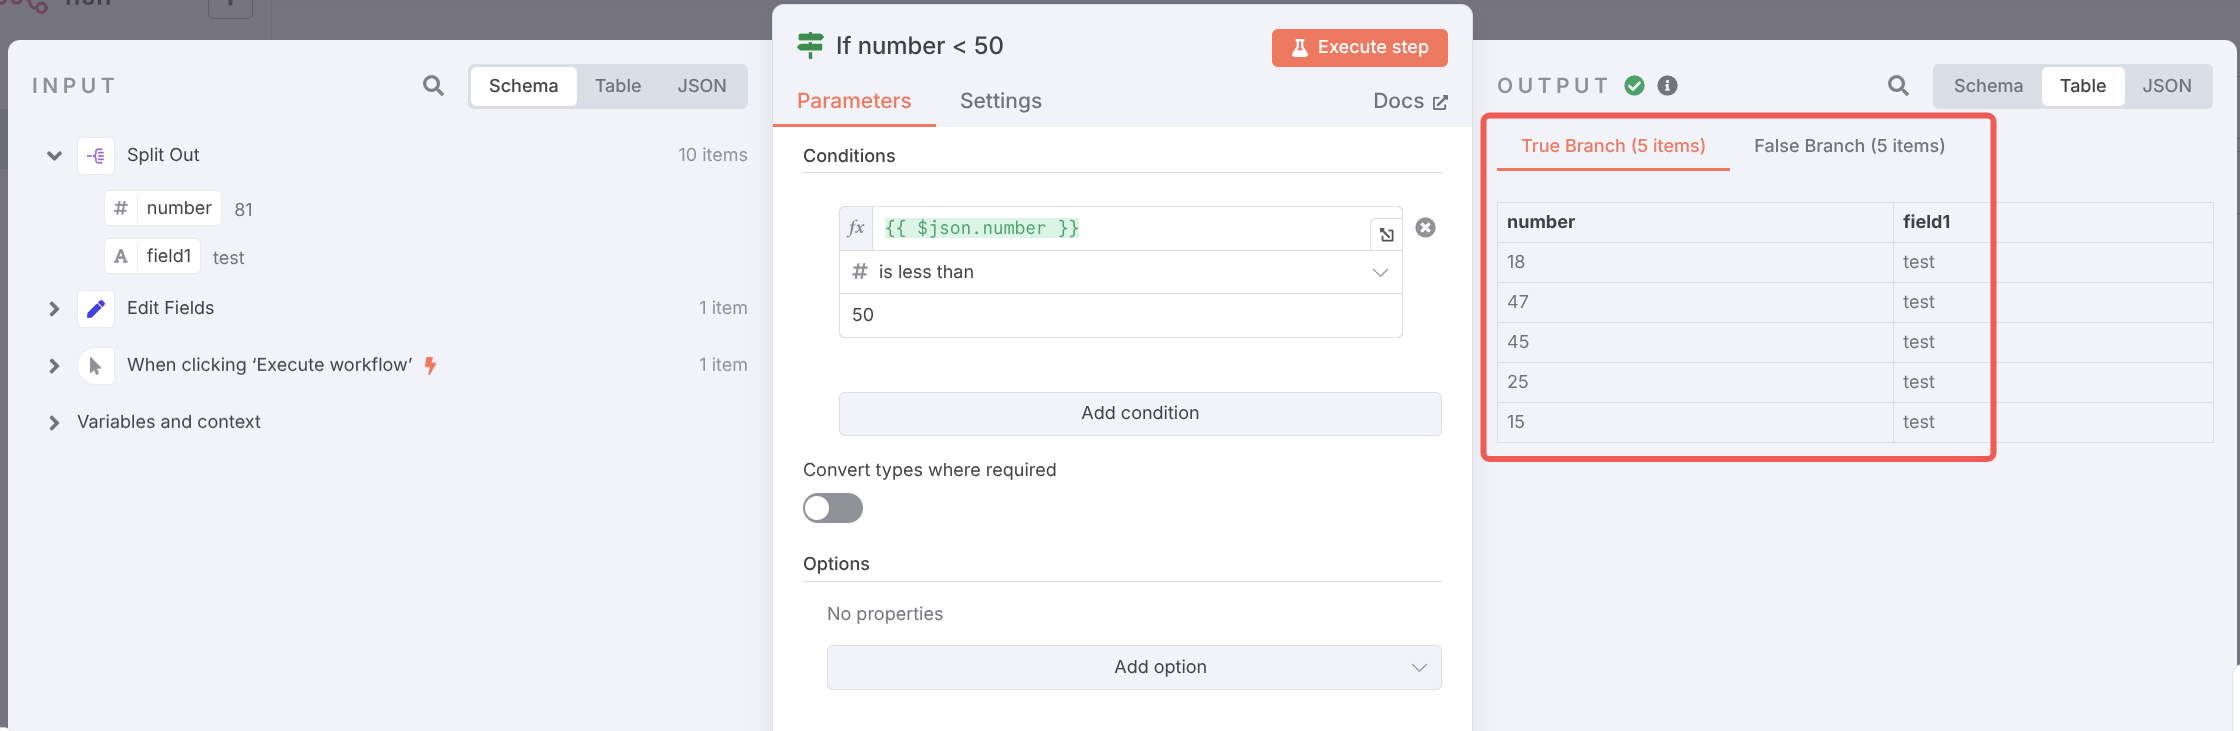 INPUT
Schema
Table
JSON
Split Out
10 items
# number
81
A field1
test
Edit Fields
1 item
When clicking ‘Execute workflow’
1 item
Variables and context
If number < 50
Execute step
Parameters
Settings
Docs
Conditions
fx {{ $json.number }}
# is less than
50
Add condition
Convert types where required
Options
No properties
Add option
OUTPUT
Schema
Table
JSON
True Branch (5 items)
False Branch (5 items)
number field1
18 test
47 test
45 test
25 test
15 test